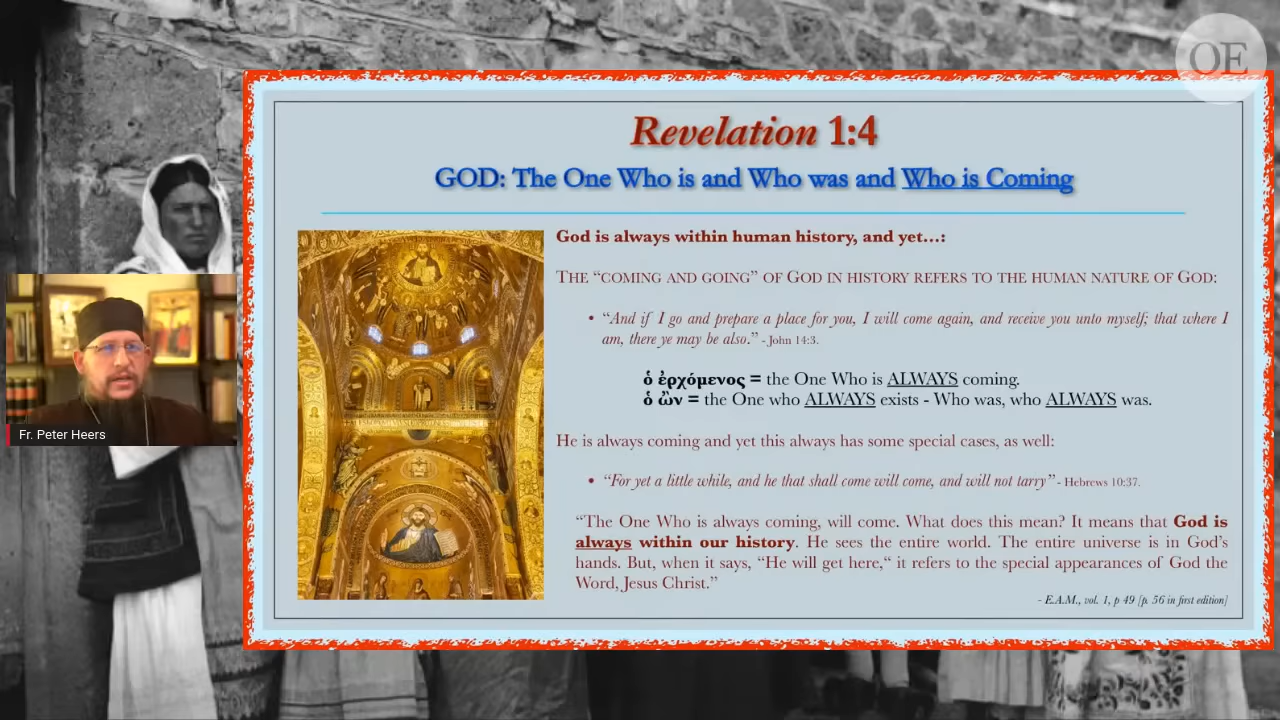 OE
Revelation 1:4
GOD: The One Who is and Who was and Who is Coming
God is always within human history, and yet…:
THE “COMING AND GOING” OF GOD IN HISTORY REFERS TO THE HUMAN NATURE OF GOD:
• “And if I go and prepare a place for you, I will come again, and receive you unto myself; that where I
am, there ye may be also.” - John 14:3.
ὁ ἐρχόμενος = the One Who is ALWAYS coming.
ὁ ὤν = the One who ALWAYS exists - Who was, who ALWAYS was.
He is always coming and yet this always has some special cases, as well:
• “For yet a little while, and he that shall come will come, and will not tarry” - Hebrews 10:37.
“The One Who is always coming, will come. What does this mean? It means that God is
always within our history. He sees the entire world. The entire universe is in God’s
hands. But, when it says, “He will get here,“ it refers to the special appearances of God the
Word, Jesus Christ.”
- E.A.M., vol. 1, p 49 [p. 56 in first edition]
Fr. Peter Heers